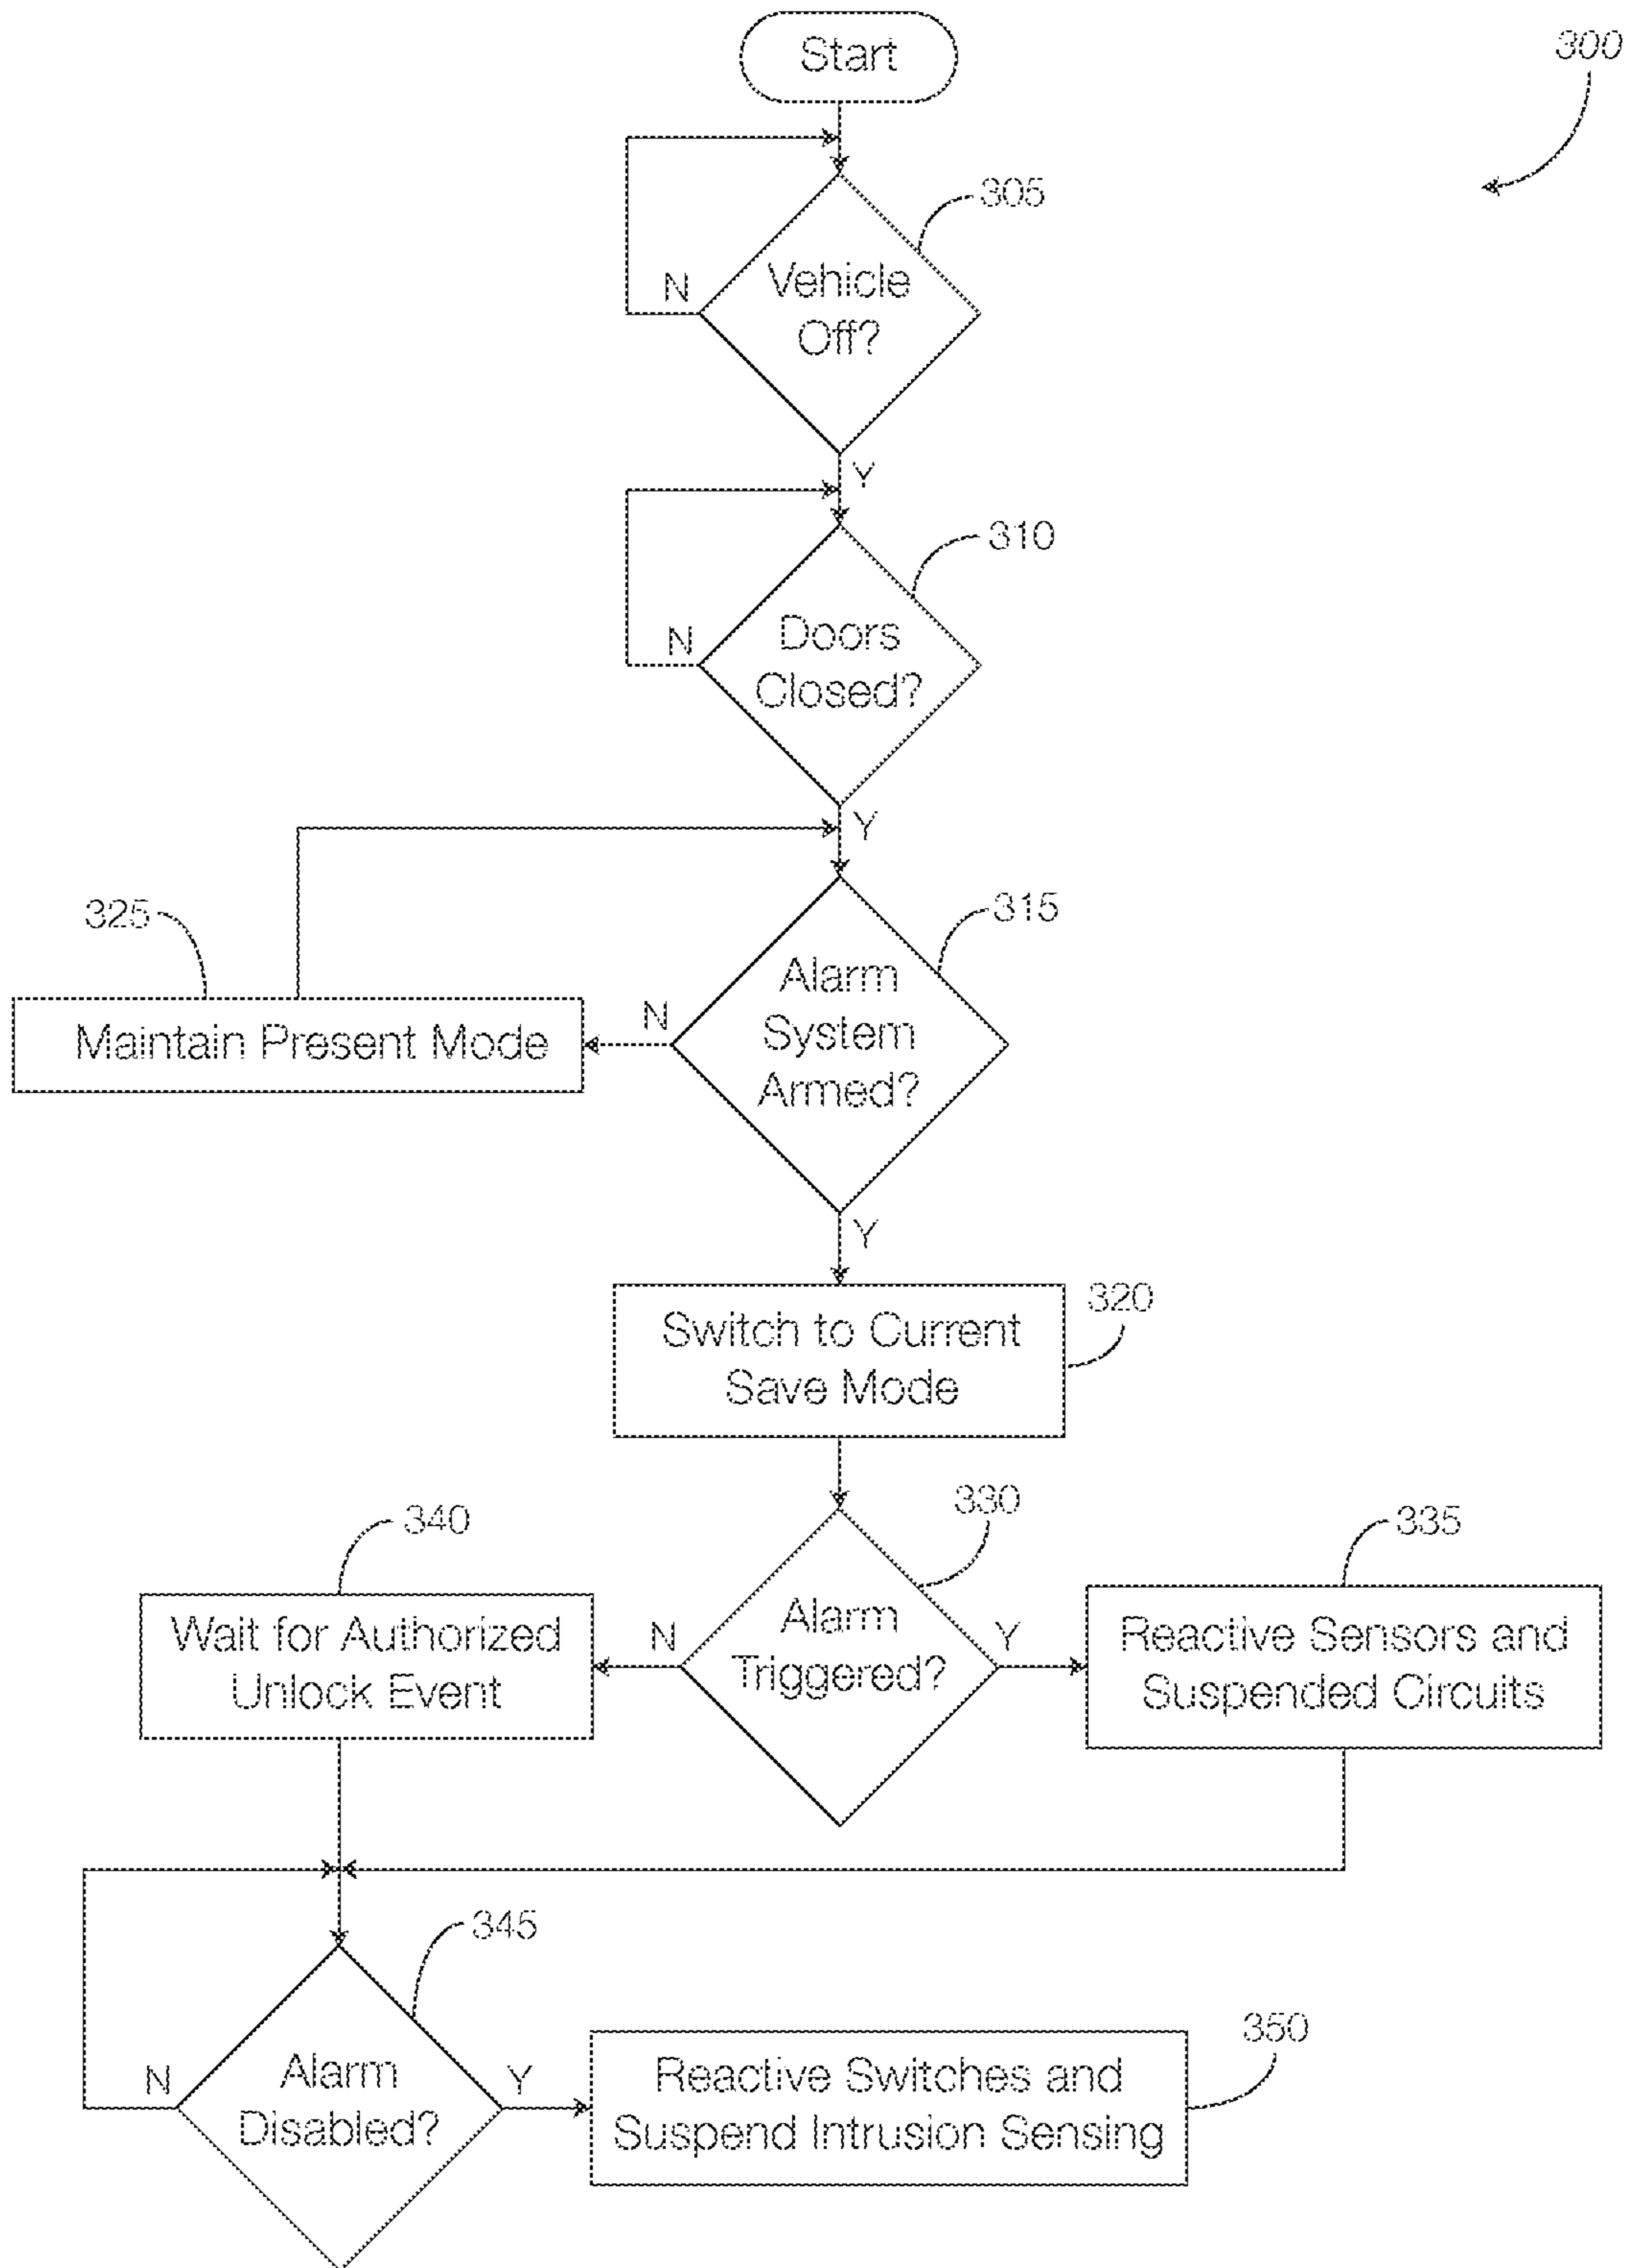 Start
300
305
Vehicle
Off?
N
Y
310
Doors
Closed?
N
Y
315
325
Alarm
System
Armed?
N
Maintain Present Mode
Y
320
Switch to Current
Save Mode
330
340
335
Alarm
Triggered?
N
Y
Wait for Authorized
Unlock Event
Reactive Sensors and
Suspended Circuits
345
350
Alarm
Disabled?
N
Y
Reactive Switches and
Suspend Intrusion Sensing